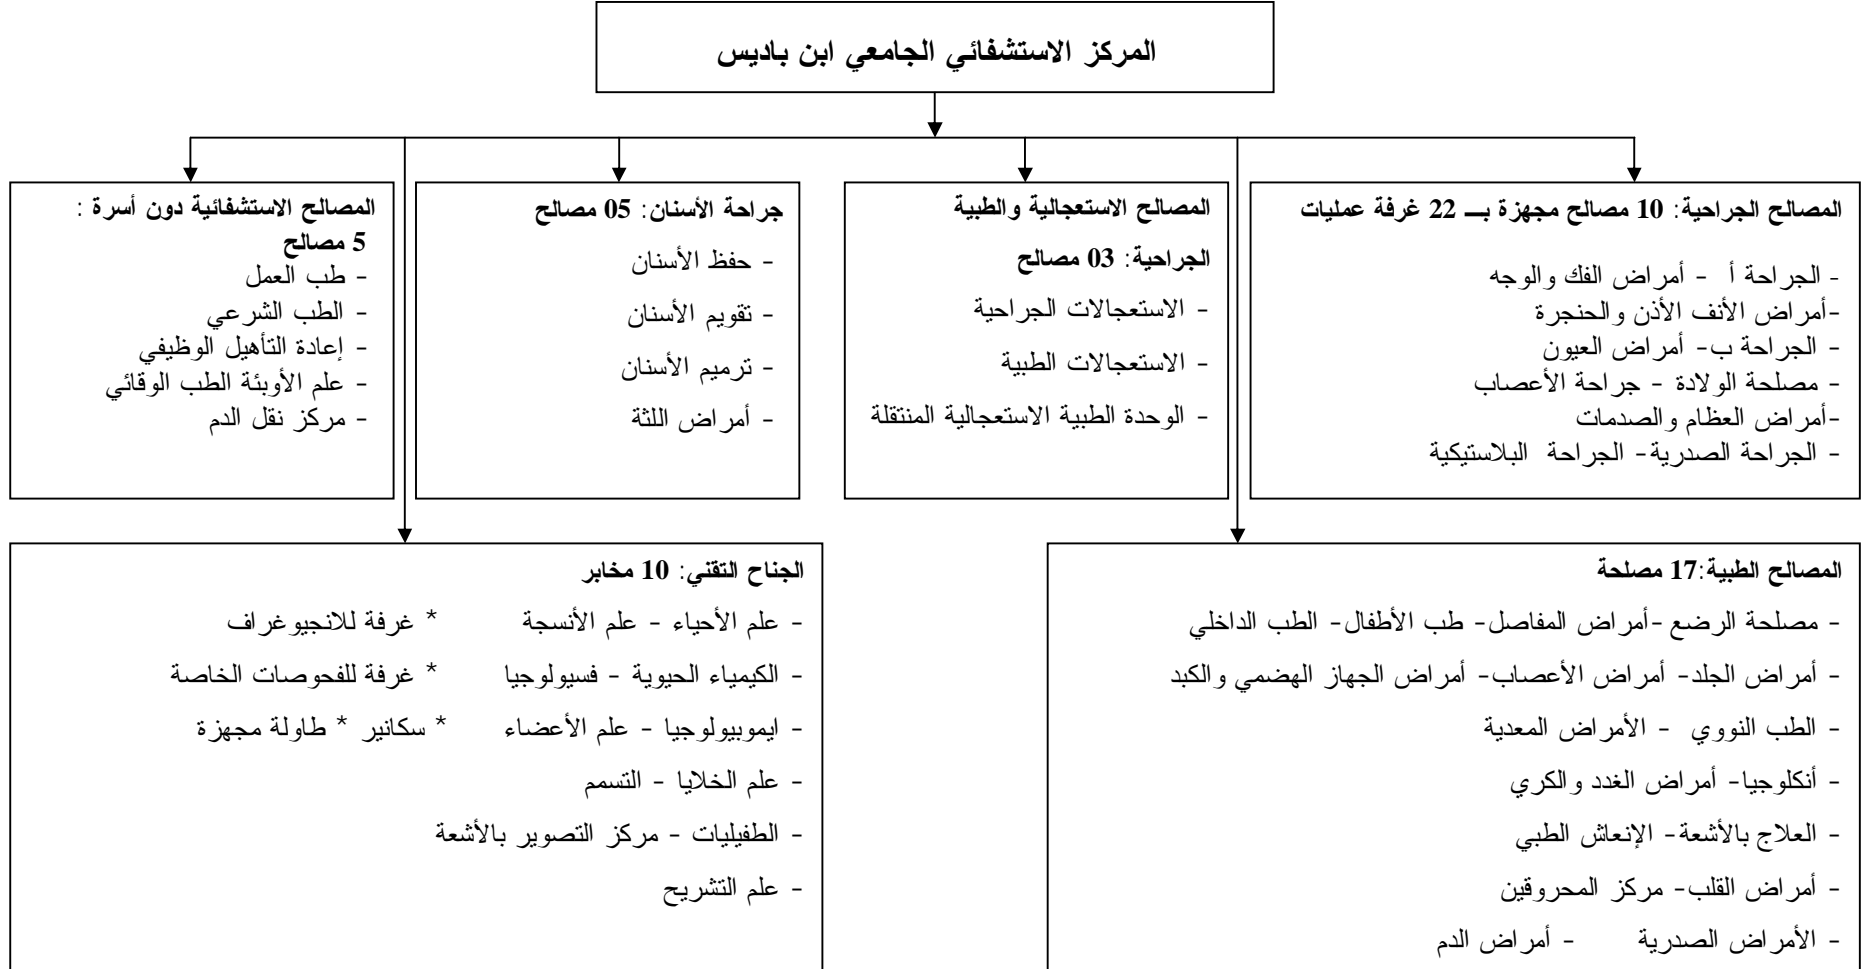 المركز الاستشفائي الجامعي ابن باديس
المصالح الجراحية: 10 مصالح مجهزة بـــ 22 غرفة عمليات
- الجراحة أ - أمراض الفك والوجه
-أمراض الأنف الأذن والحنجرة
- الجراحة ب- أمراض العيون
- مصلحة الولادة - جراحة الأعصاب
-أمراض العظام والصدمات
- الجراحة الصدرية- الجراحة البلاستيكية
المصالح الاستعجالية والطبية
الجراحية: 03 مصالح
- الاستعجالات الجراحية
- الاستعجالات الطبية
- الوحدة الطبية الاستعجالية المنتقلة
جراحة الأسنان: 05 مصالح
- حفظ الأسنان
- تقويم الأسنان
- ترميم الأسنان
- أمراض اللثة
المصالح الاستشفائية دون أسرة :
5 مصالح
- طب العمل
- الطب الشرعي
- إعادة التأهيل الوظيفي
- علم الأوبئة الطب الوقائي
- مركز نقل الدم
المصالح الطبية:17 مصلحة
- مصلحة الرضع -أمراض المفاصل- طب الأطفال- الطب الداخلي
- أمراض الجلد- أمراض الأعصاب- أمراض الجهاز الهضمي والكبد
- الطب النووي - الأمراض المعدية
- أنكلوجيا- أمراض الغدد والكري
- العلاج بالأشعة- الإنعاش الطبي
- أمراض القلب- مركز المحروقين
- الأمراض الصدرية - أمراض الدم
الجناح التقني: 10 مخابر
- علم الأحياء - علم الأنسجة * غرفة للانجيوغراف
- الكيمياء الحيوية - فسيولوجيا * غرفة للفحوصات الخاصة
- ايموبيولوجيا - علم الأعضاء * سكانير * طاولة مجهزة
- علم الخلايا - التسمم
- الطفيليات - مركز التصوير بالأشعة
- علم التشريح